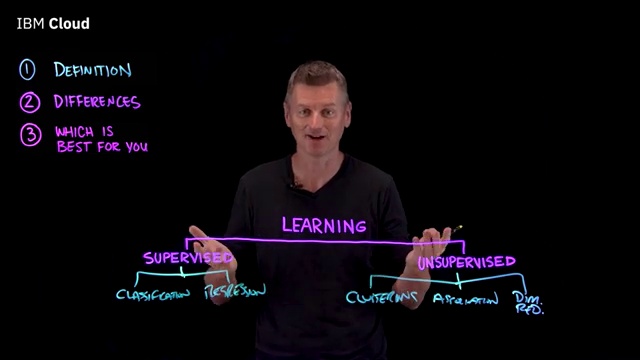 IBM Cloud
1 DEFINITION
2 DIFFERENCES
3 WHICH IS
BEST FOR YOU
LEARNING
SUPERVISED UNSUPERVISED
CLASSIFICATION REGRESSION CLUSTERING ASSOCIATION DIM.
RED.